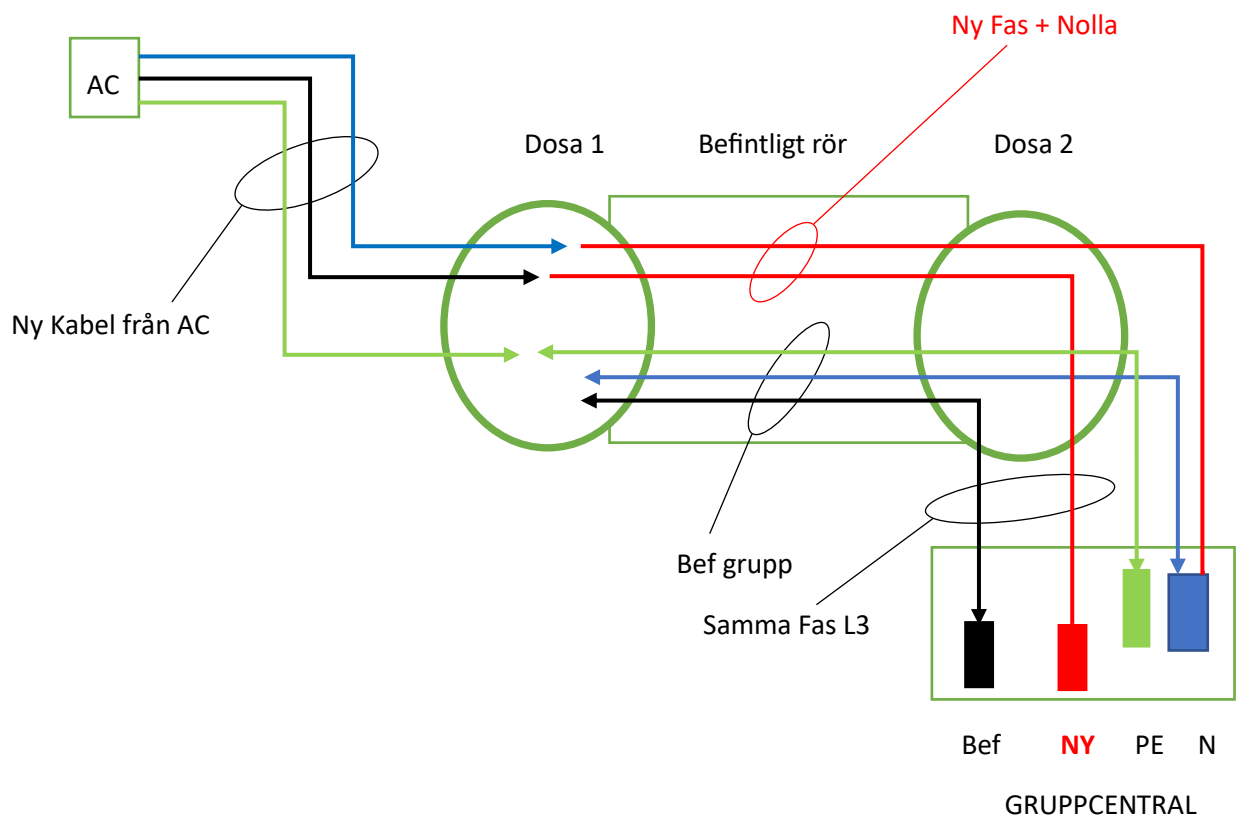 Ny Fas + Nolla
AC
Dosa 1
Befintligt rör
Dosa 2
Ny Kabel från AC
Bef grupp
Samma Fas L3
Bef
NY
PE
N
GRUPPCENTRAL